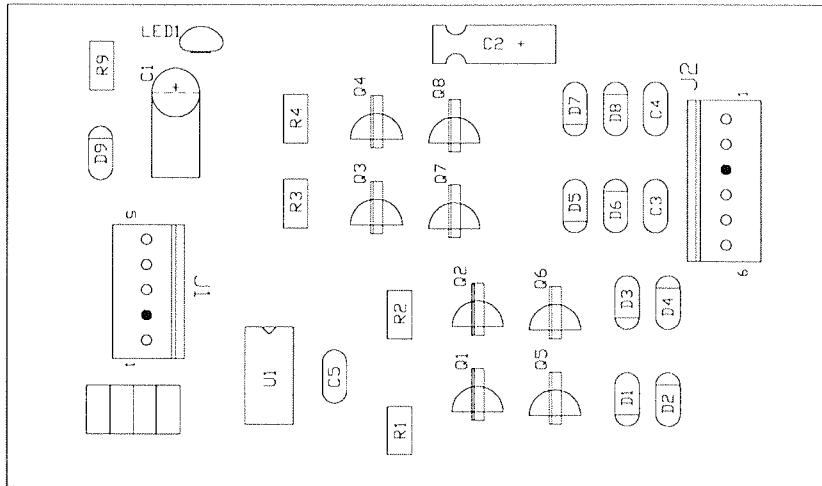 LED1
C2 +
J2
R9
C1
+
Q4
Q8
D7
D8
C4
1
R4
D9
Q3
Q7
R3
D5
D6
C3
5
6
J1
Q2
Q6
R2
D3
D4
1
U1
C5
Q1
Q5
D1
D2
R1